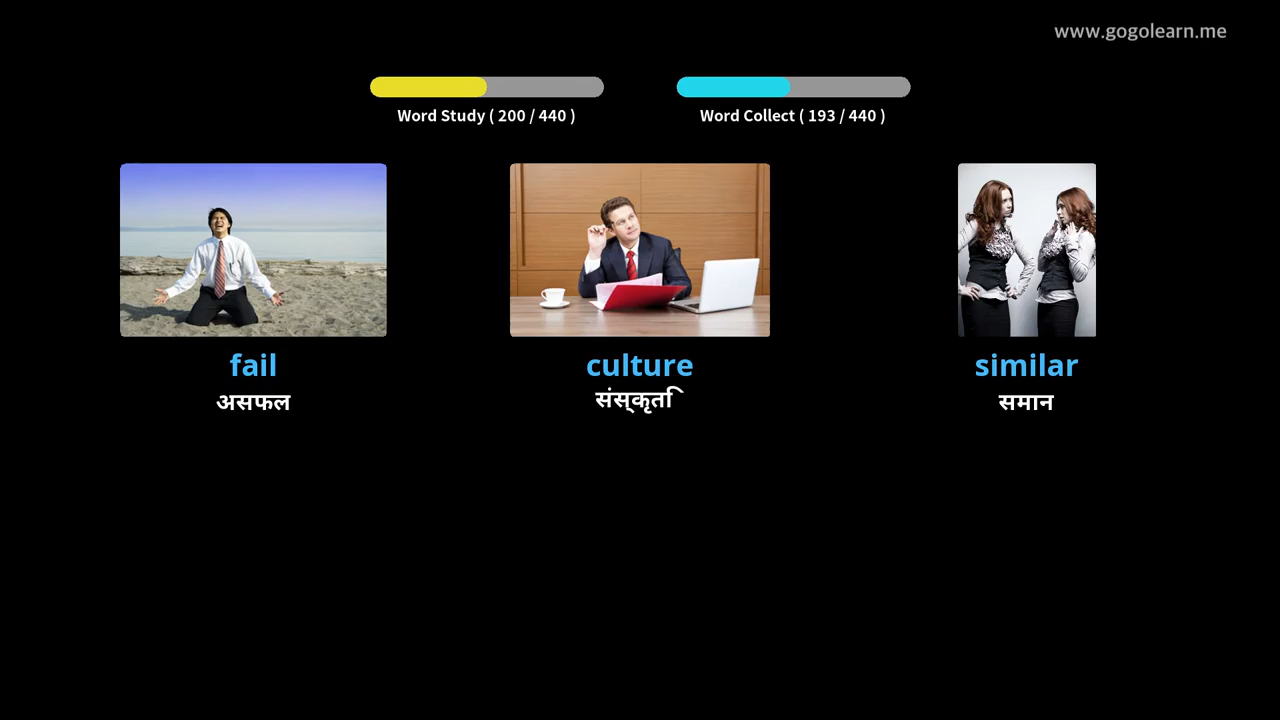 www.gogolearn.me
Word Study ( 200 / 440 )
Word Collect ( 193 / 440 )
fail
culture
similar
असफल
संस्कृति
समान